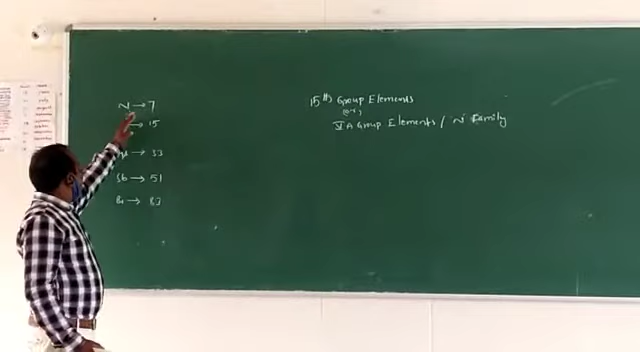 N → 7
→ 15
→ 33
Sb → 51
Bi → 83
15th Group Elements
(or)
VA Group Elements / N Family